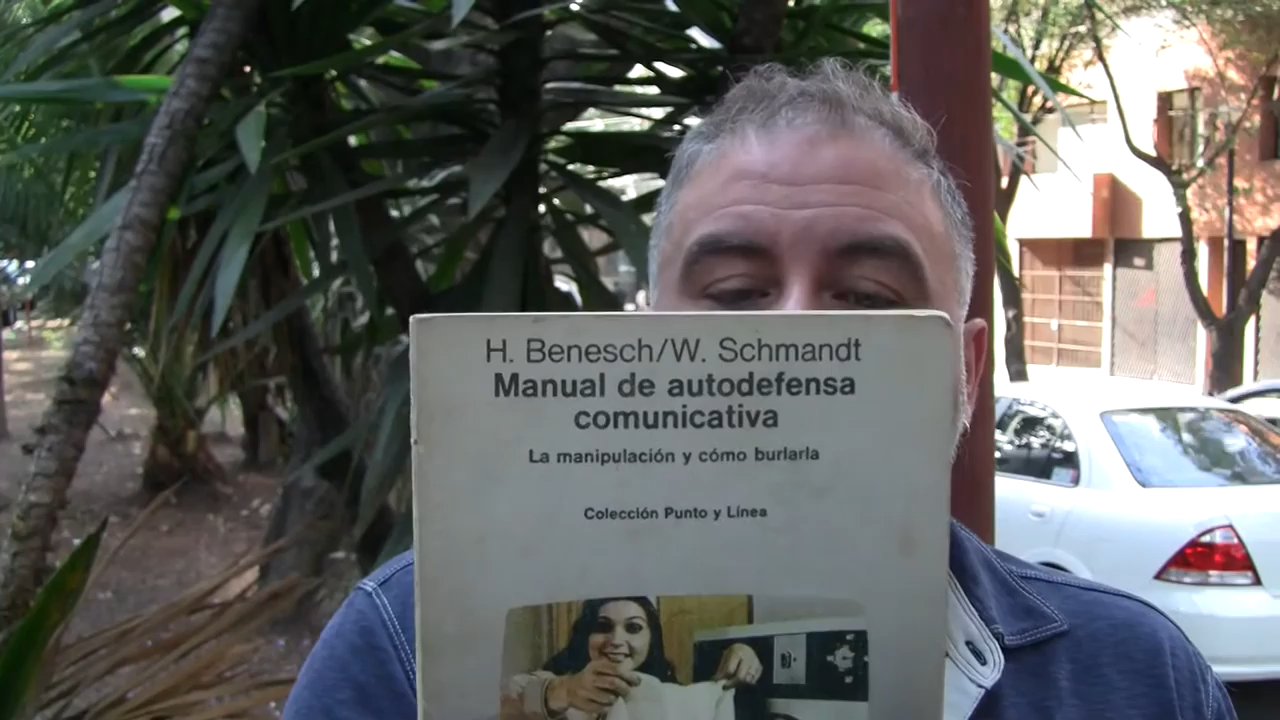 H. Benesch/W. Schmandt
Manual de autodefensa
comunicativa
La manipulación y cómo burlarla
Colección Punto y Línea